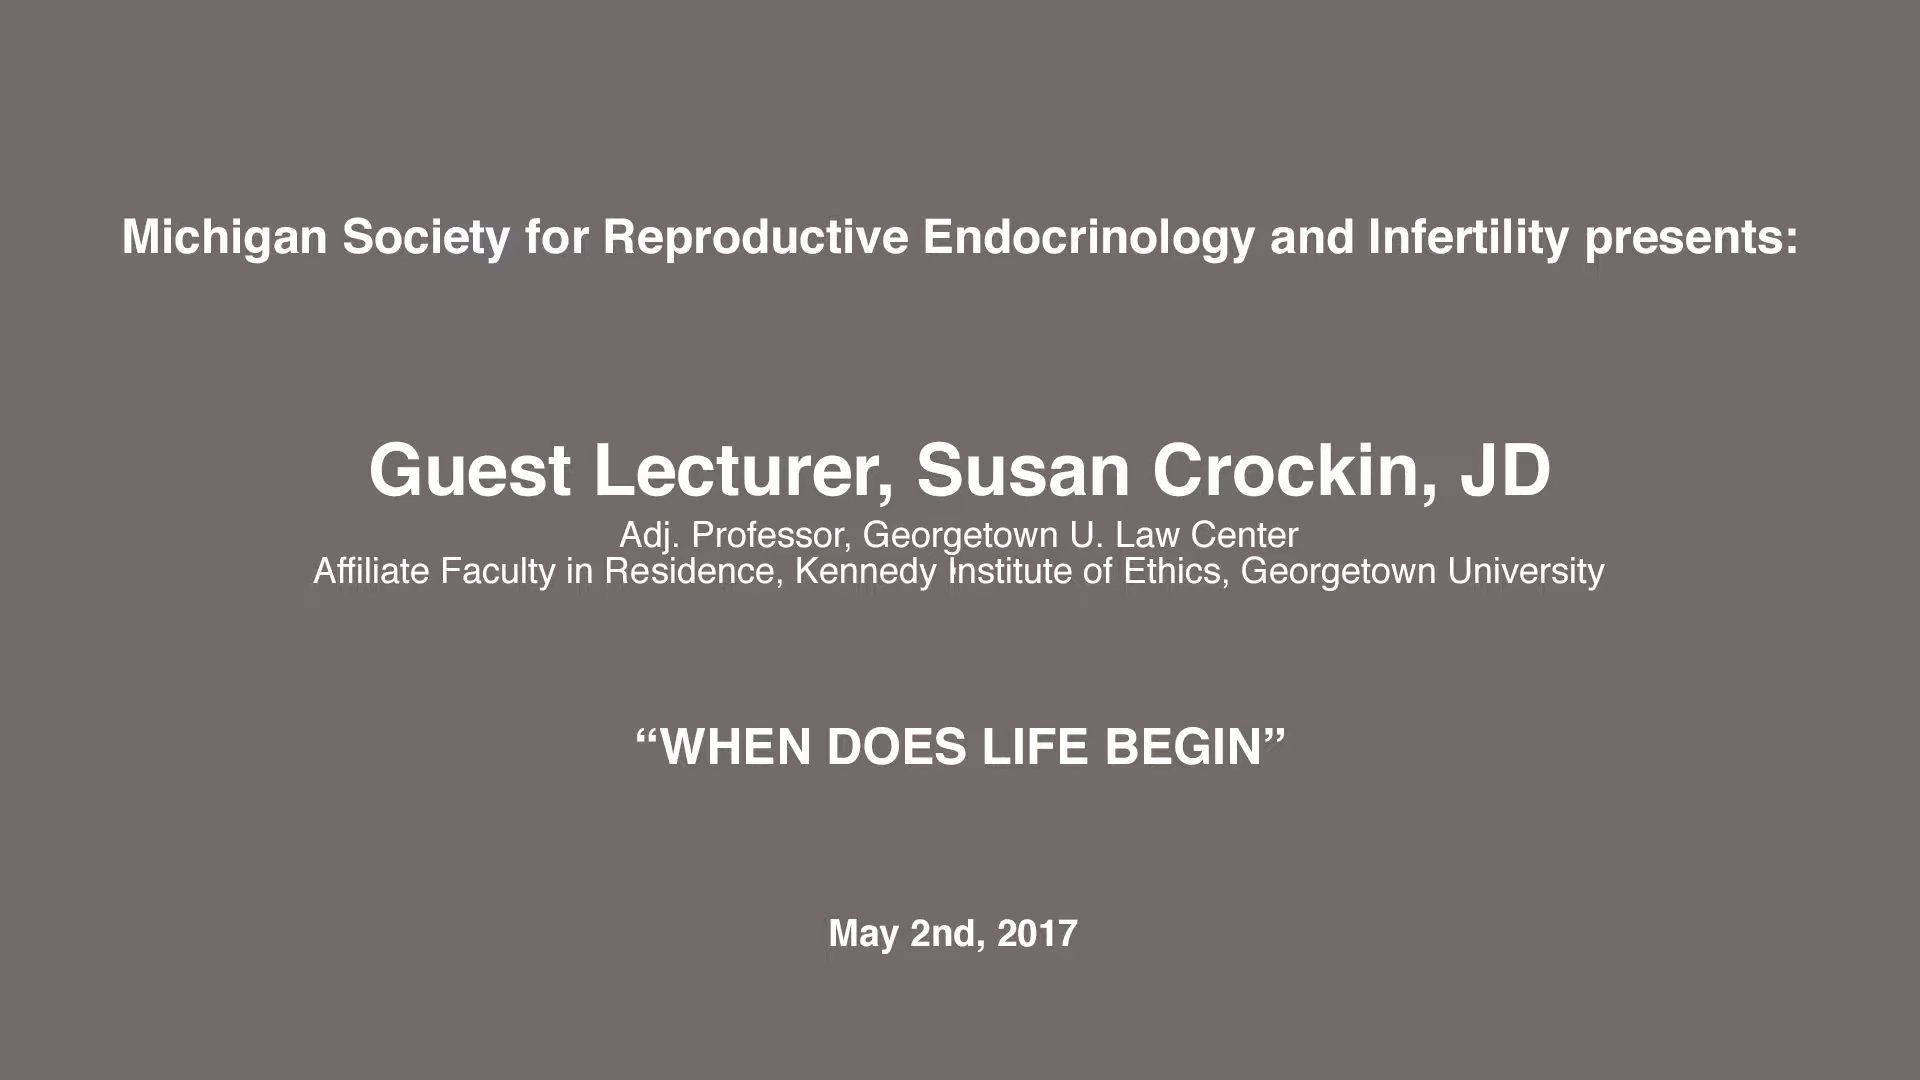 Michigan Society for Reproductive Endocrinology and Infertility presents:
Guest Lecturer, Susan Crockin, JD
Adj. Professor, Georgetown U. Law Center
Affiliate Faculty in Residence, Kennedy Institute of Ethics, Georgetown University
“WHEN DOES LIFE BEGIN”
May 2nd, 2017